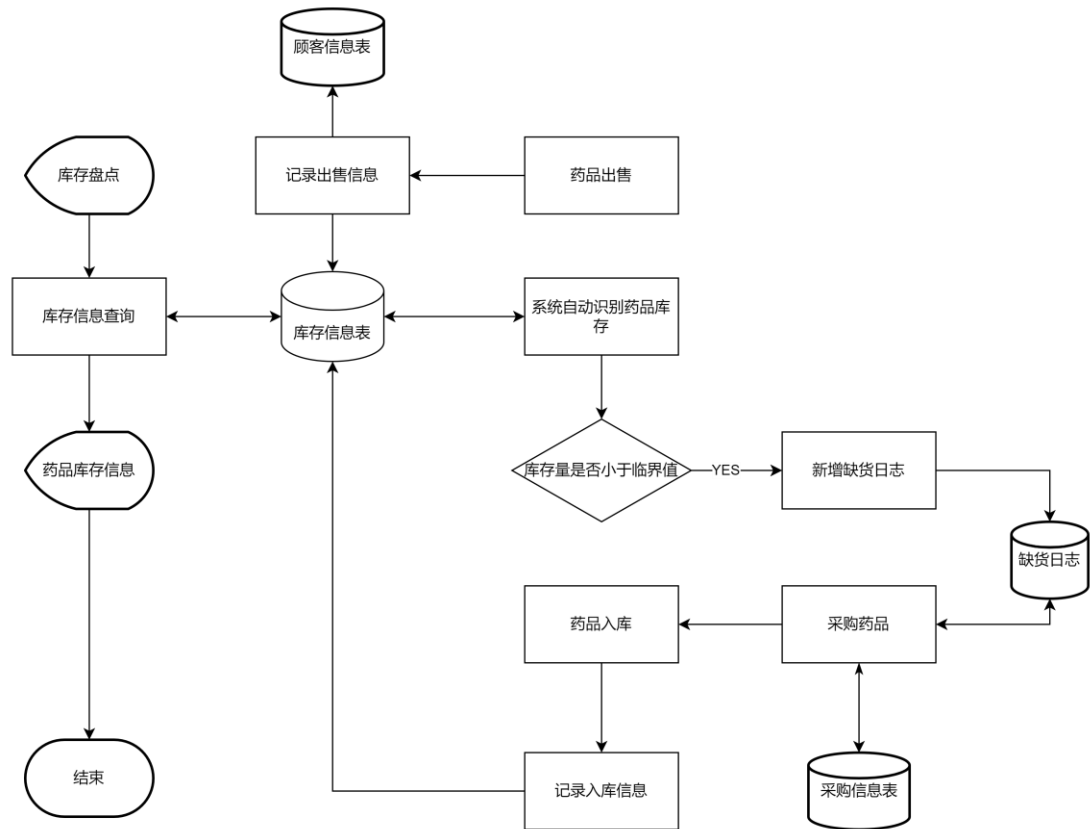 顾客信息表
库存盘点
记录出售信息
药品出售
库存信息查询
库存信息表
系统自动识别药品库
存
药品库存信息
库存量是否小于临界值
YES
新增缺货日志
缺货日志
药品入库
采购药品
结束
记录入库信息
采购信息表